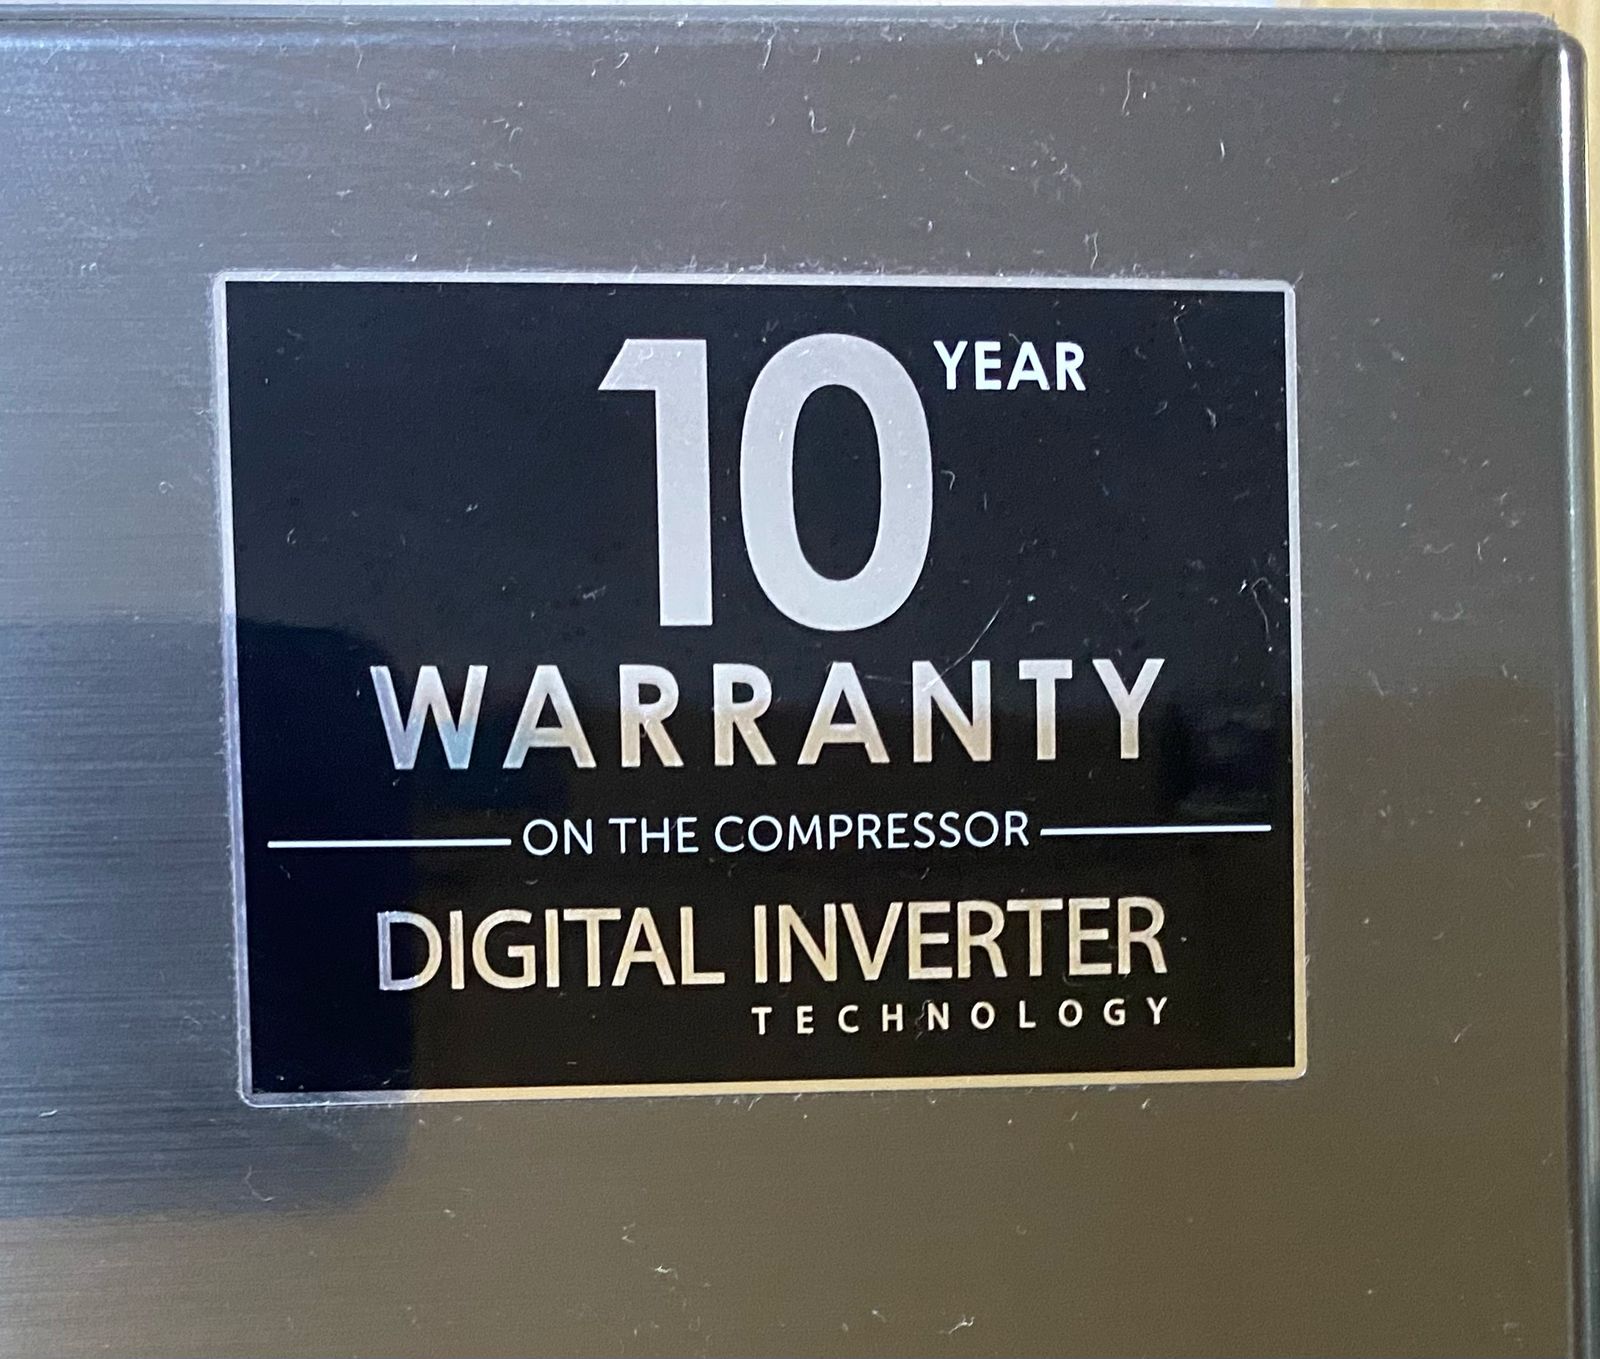 10 YEAR
WARRANTY
ON THE COMPRESSOR
DIGITAL INVERTER
TECHNOLOGY